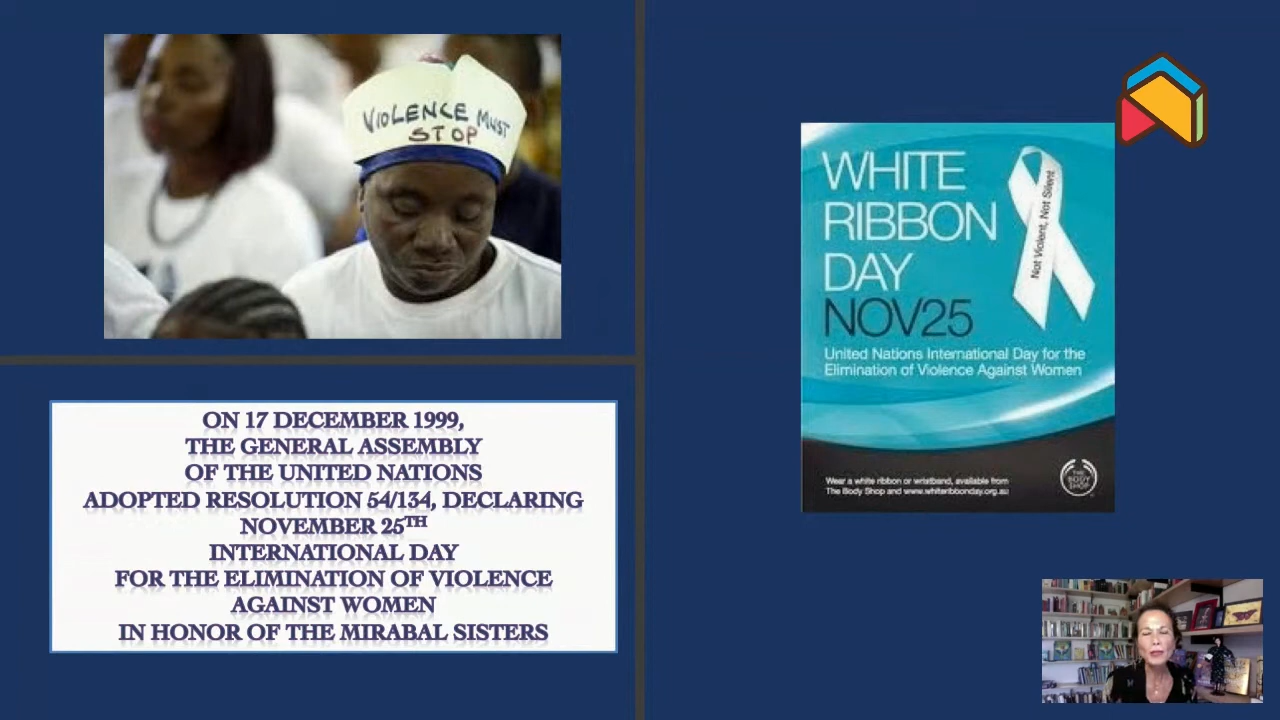 VIOLENCE MUST
STOP
ON 17 DECEMBER 1999,
THE GENERAL ASSEMBLY
OF THE UNITED NATIONS
ADOPTED RESOLUTION 54/134, DECLARING
NOVEMBER 25TH
INTERNATIONAL DAY
FOR THE ELIMINATION OF VIOLENCE
AGAINST WOMEN
IN HONOR OF THE MIRABAL SISTERS
WHITE
RIBBON
DAY
NOV25
Not Violent, Not Silent
United Nations International Day for the
Elimination of Violence Against Women
Wear a white ribbon or wristband, available from
The Body Shop and www.whiteribbonday.org.au
THE
BODY
SHOP